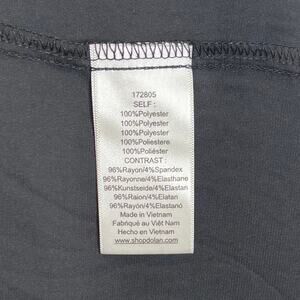 172805
SELF :
100%Polyester
100%Polyester
100%Polyester
100%Poliestere
100%Poliéster
CONTRAST :
96%Rayon/4%Spandex
96%Rayonne/4%Elasthane
96%Kunstseide/4%Elastan
96%Raion/4%Elatan
96%Rayón/4%Elastano
Made in Vietnam
Fabriqué au Viêt Nam
Hecho en Vietnam
www.shopdolan.com